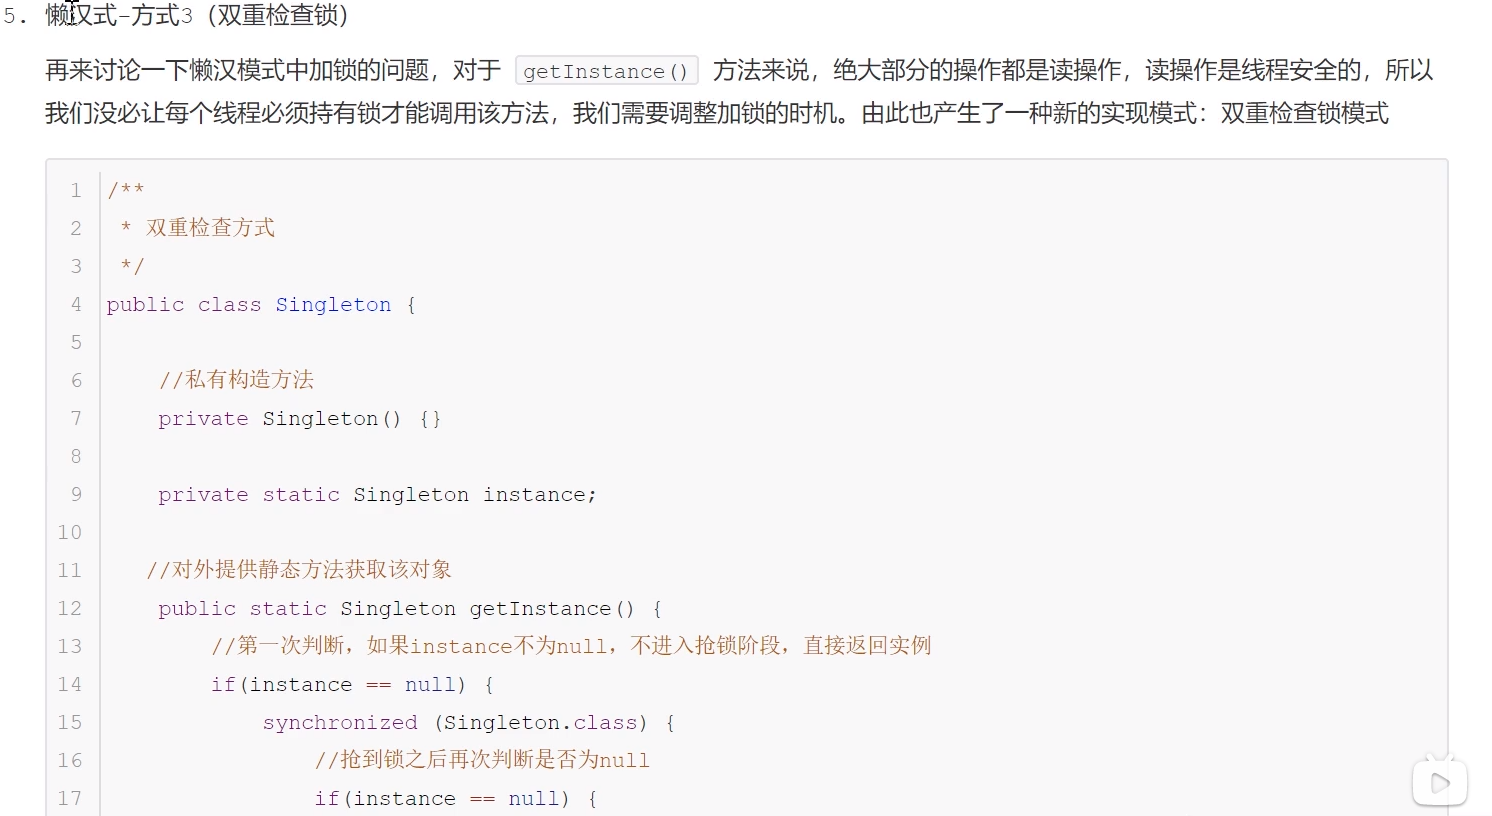 5. 懒汉式-方式3（双重检查锁）
再来讨论一下懒汉模式中加锁的问题，对于 getInstance() 方法来说，绝大部分的操作都是读操作，读操作是线程安全的，所以
我们没必让每个线程必须持有锁才能调用该方法，我们需要调整加锁的时机。由此也产生了一种新的实现模式：双重检查锁模式
1 /**
2  * 双重检查方式
3  */
4 public class Singleton {
5
6     //私有构造方法
7     private Singleton() {}
8
9     private static Singleton instance;
10
11    //对外提供静态方法获取该对象
12     public static Singleton getInstance() {
13         //第一次判断，如果instance不为null，不进入抢锁阶段，直接返回实例
14         if(instance == null) {
15             synchronized (Singleton.class) {
16                 //抢到锁之后再次判断是否为null
17                 if(instance == null) {